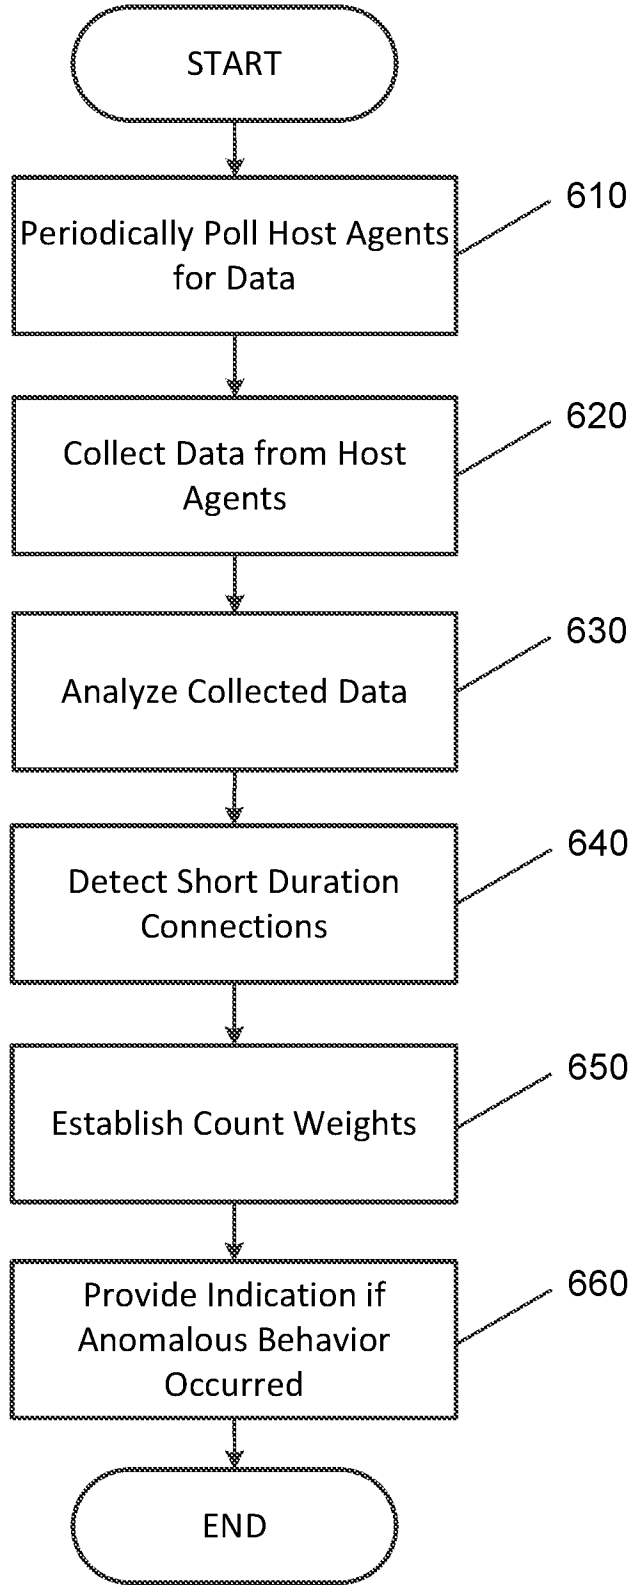 START
610
Periodically Poll Host Agents
for Data
620
Collect Data from Host
Agents
630
Analyze Collected Data
640
Detect Short Duration
Connections
650
Establish Count Weights
660
Provide Indication if
Anomalous Behavior
Occurred
END